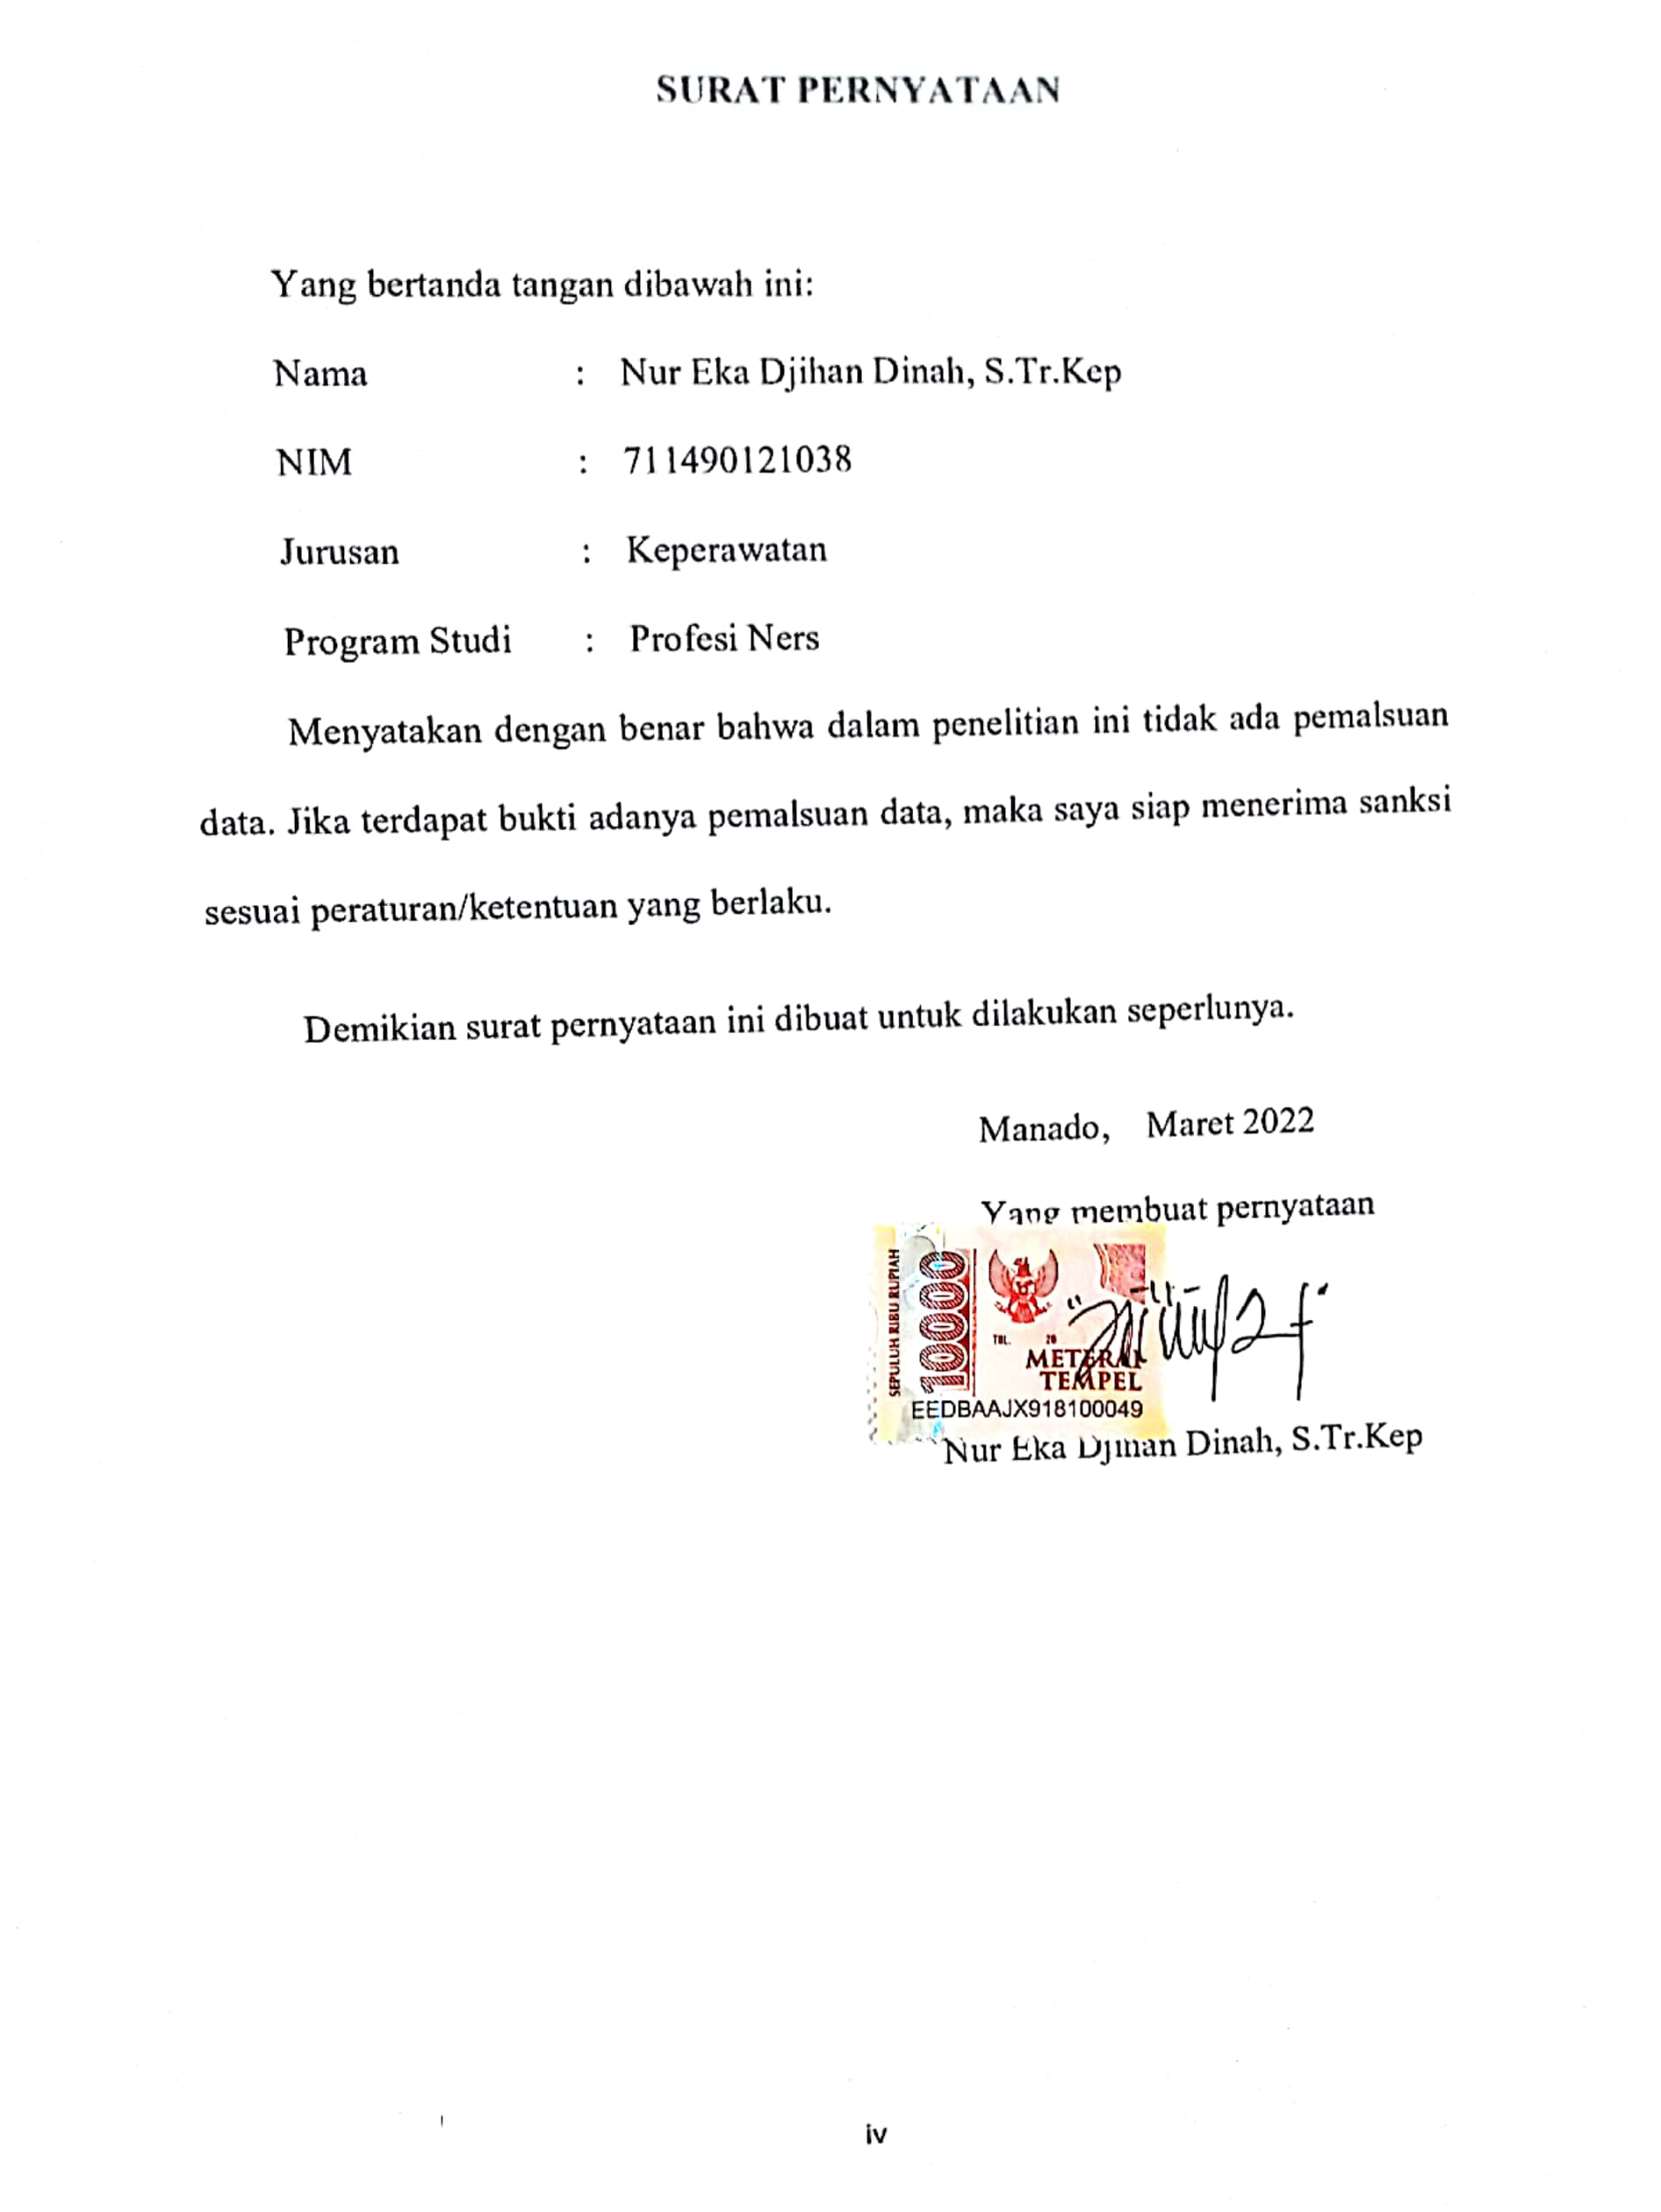 SURAT PERNYATAAN
Yang bertanda tangan dibawah ini:
Nama : Nur Eka Djihan Dinah, S.Tr.Kep
NIM : 711490121038
Jurusan : Keperawatan
Program Studi : Profesi Ners
Menyatakan dengan benar bahwa dalam penelitian ini tidak ada pemalsuan
data. Jika terdapat bukti adanya pemalsuan data, maka saya siap menerima sanksi
sesuai peraturan/ketentuan yang berlaku.
Demikian surat pernyataan ini dibuat untuk dilakukan seperlunya.
Manado, Maret 2022
Yang membuat pernyataan
SEPULUH RIBU RUPIAH
10000
TGL. 20
METERAI
TEMPEL
EEDBAAJX918100049
Nur Eka Djihan Dinah, S.Tr.Kep
iv